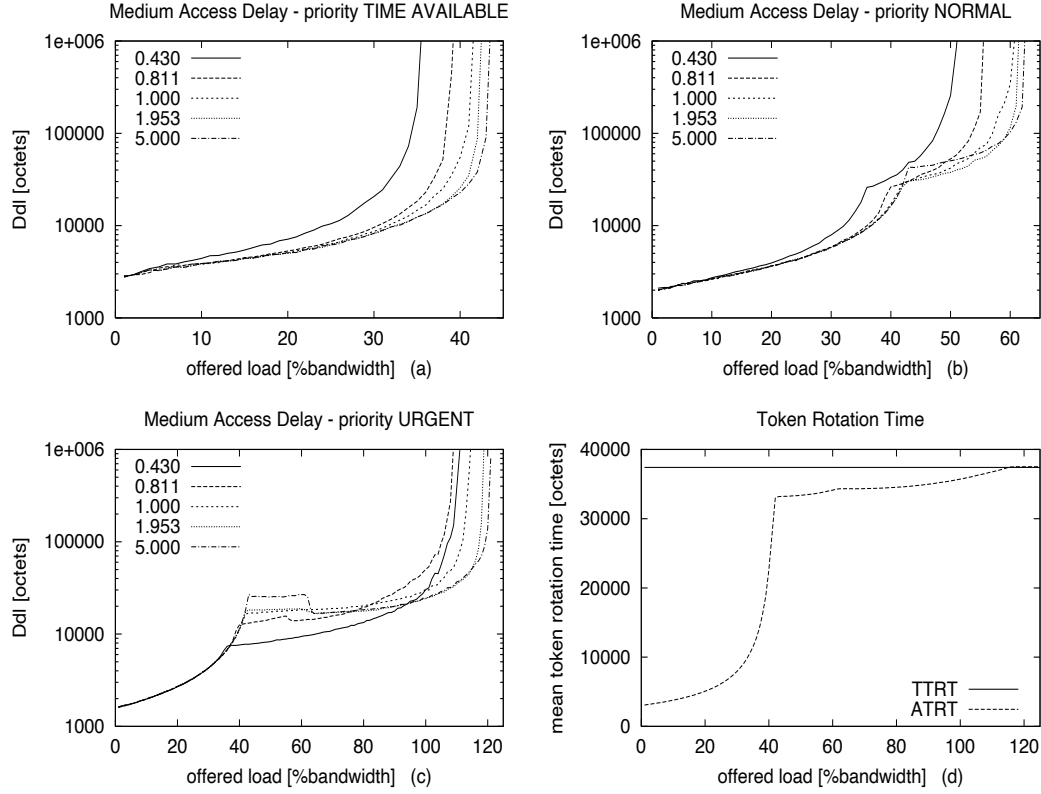 Medium Access Delay - priority TIME AVAILABLE
1e+006
100000
10000
1000
Ddl [octets]
0.430
0.811
1.000
1.953
5.000
0 10 20 30 40
offered load [%bandwidth] (a)
Medium Access Delay - priority NORMAL
1e+006
100000
10000
1000
Ddl [octets]
0.430
0.811
1.000
1.953
5.000
0 10 20 30 40 50 60
offered load [%bandwidth] (b)
Medium Access Delay - priority URGENT
1e+006
100000
10000
1000
Ddl [octets]
0.430
0.811
1.000
1.953
5.000
0 20 40 60 80 100 120
offered load [%bandwidth] (c)
Token Rotation Time
40000
30000
20000
10000
0
mean token rotation time [octets]
TTRT
ATRT
0 20 40 60 80 100 120
offered load [%bandwidth] (d)